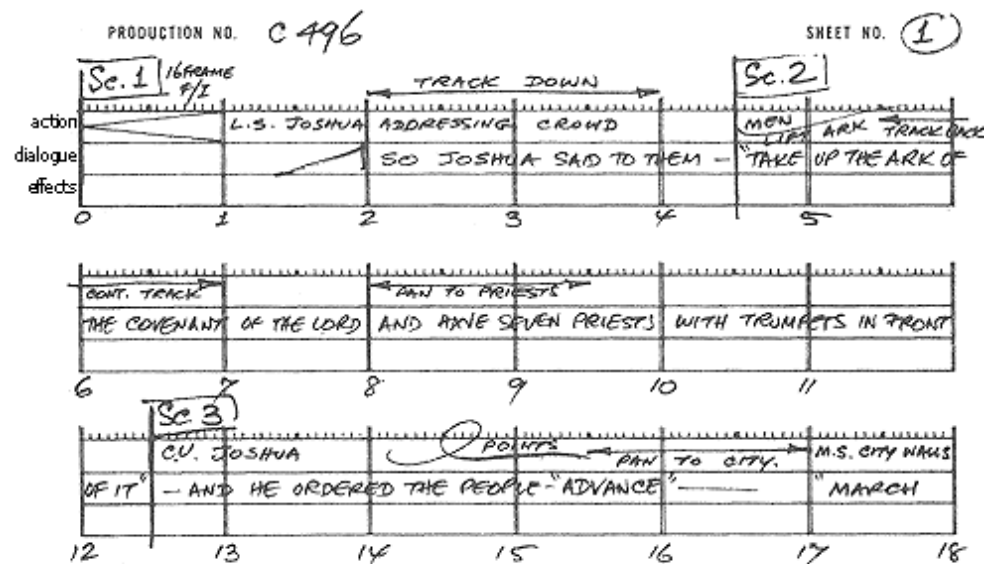 PRODUCTION NO. C 496 SHEET NO. 1
Sc. 1 16 FRAME F/I TRACK DOWN Sc. 2
action L.S. JOSHUA ADDRESSING CROWD MEN LIFT ARK TRACK BACK
dialogue SO JOSHUA SAID TO THEM — "TAKE UP THE ARK OF
effects
0 1 2 3 4 5
CONT. TRACK PAN TO PRIESTS
THE COVENANT OF THE LORD AND HAVE SEVEN PRIESTS WITH TRUMPETS IN FRONT
6 7 8 9 10 11
Sc. 3
C.U. JOSHUA POINTS PAN TO CITY. M.S. CITY WALLS
OF IT" — AND HE ORDERED THE PEOPLE - "ADVANCE" — "MARCH
12 13 14 15 16 17 18